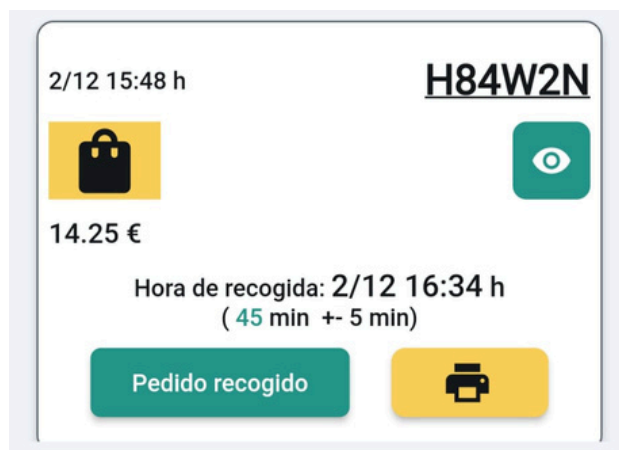 2/12 15:48 h
H84W2N
14.25 €
Hora de recogida: 2/12 16:34 h
( 45 min +- 5 min)
Pedido recogido